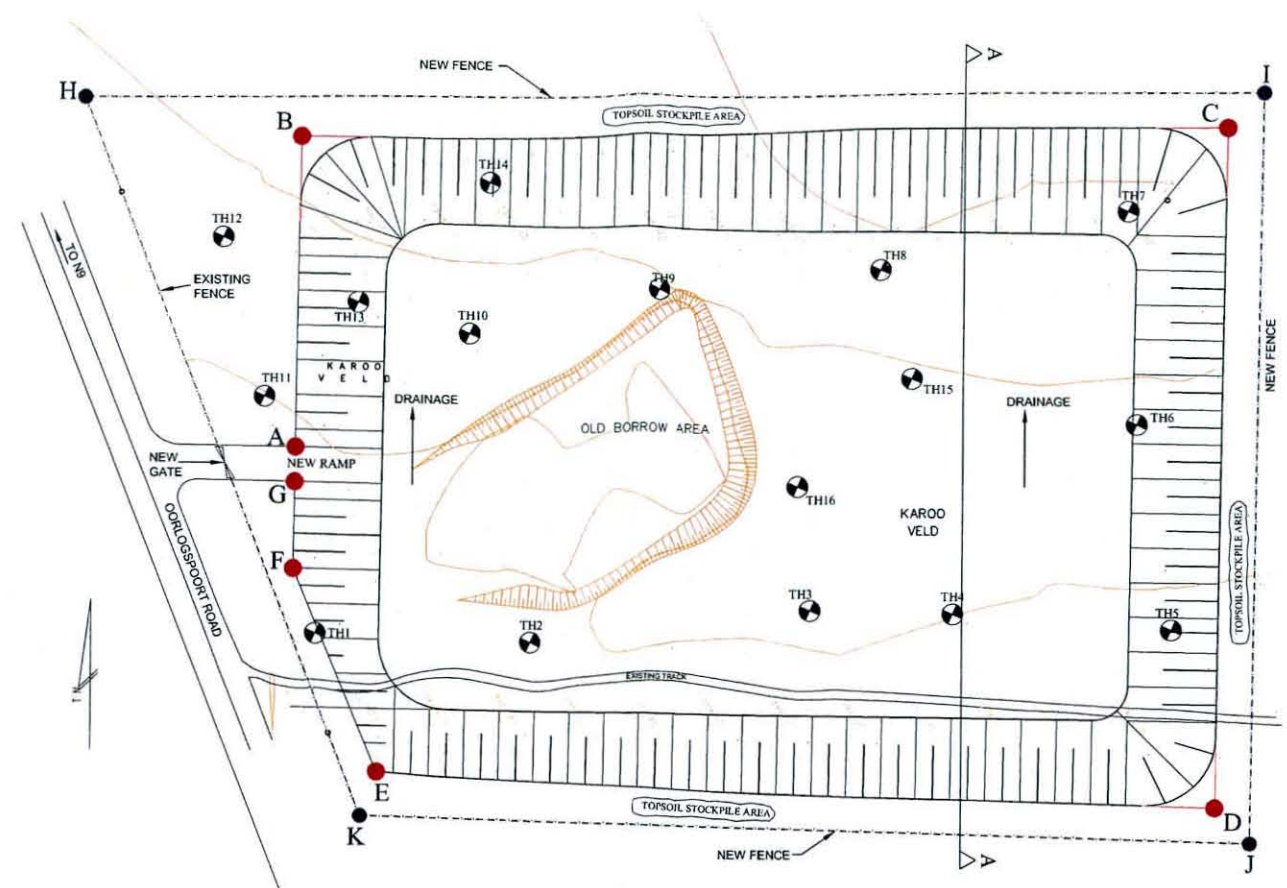 H
NEW FENCE
A
I
B
TOPSOIL STOCKPILE AREA
C
TH14
TH7
TH12
TO N9
EXISTING
FENCE
TH8
TH9
TH13
TH10
NEW FENCE
KAROO
VELD
TH11
TH15
DRAINAGE
DRAINAGE
OLD BORROW AREA
TH6
A
NEW RAMP
NEW
GATE
G
TH16
OORLOGSPOORT ROAD
KAROO
VELD
TOPSOIL STOCKPILE AREA
F
TH3
TH4
TH1
TH2
TH5
EXISTING TRACK
E
K
TOPSOIL STOCKPILE AREA
D
NEW FENCE
A
J